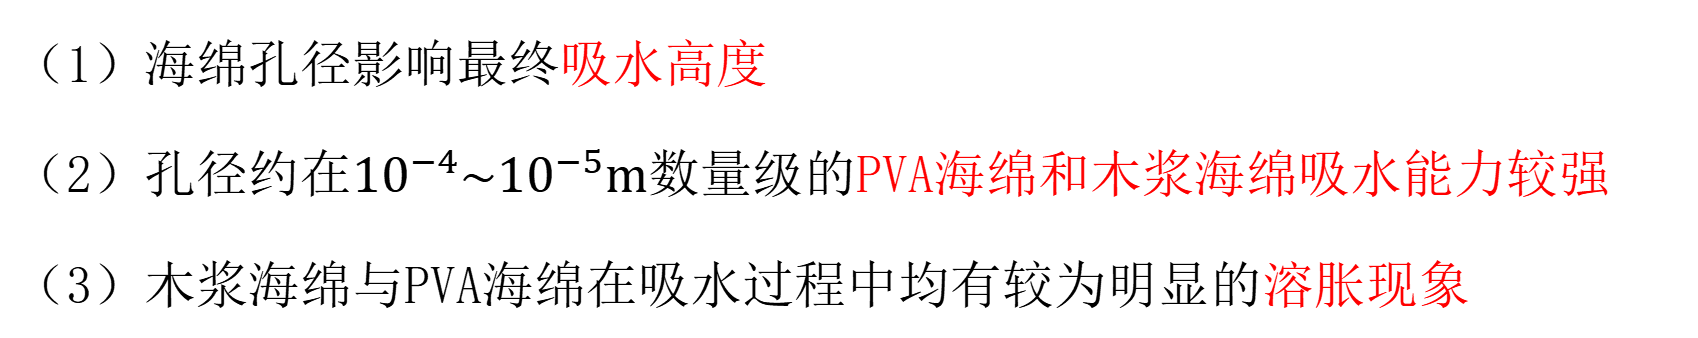 （1）海绵孔径影响最终吸水高度
（2）孔径约在10⁻⁴~10⁻⁵m数量级的PVA海绵和木浆海绵吸水能力较强
（3）木浆海绵与PVA海绵在吸水过程中均有较为明显的溶胀现象